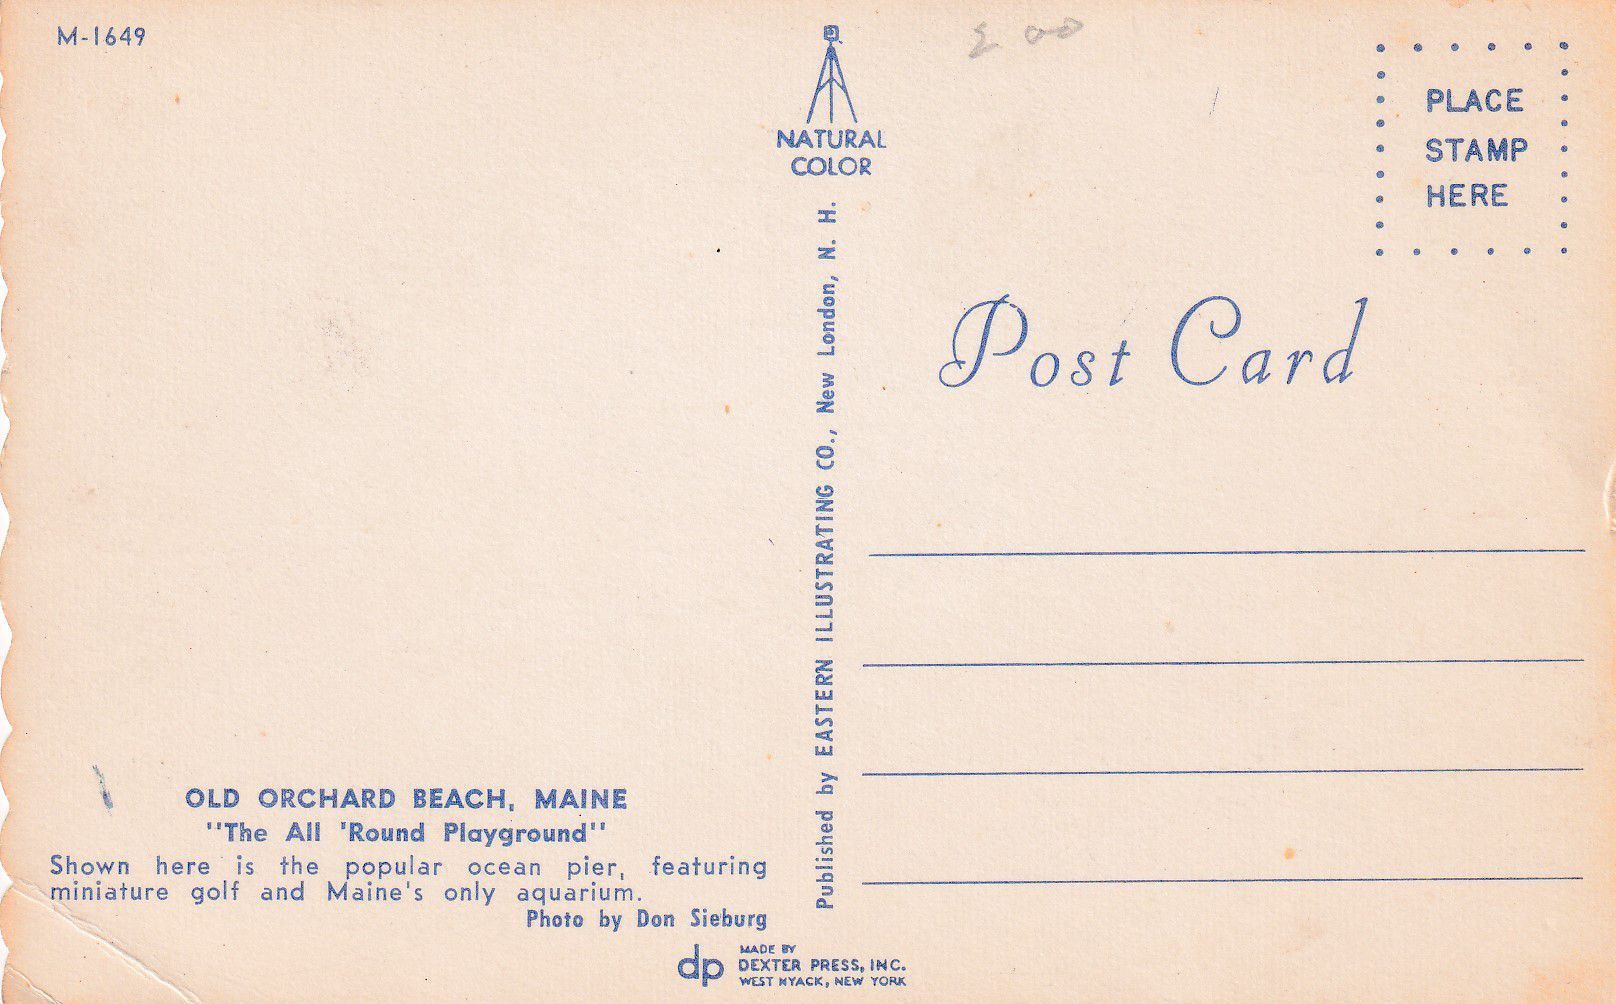 M-1649
NATURAL
COLOR
PLACE
STAMP
HERE
Post Card
Published by EASTERN ILLUSTRATING CO., New London, N. H.
OLD ORCHARD BEACH, MAINE
"The All 'Round Playground"
Shown here is the popular ocean pier, featuring
miniature golf and Maine's only aquarium.
Photo by Don Sieburg
dp
MADE BY
DEXTER PRESS, INC.
WEST NYACK, NEW YORK